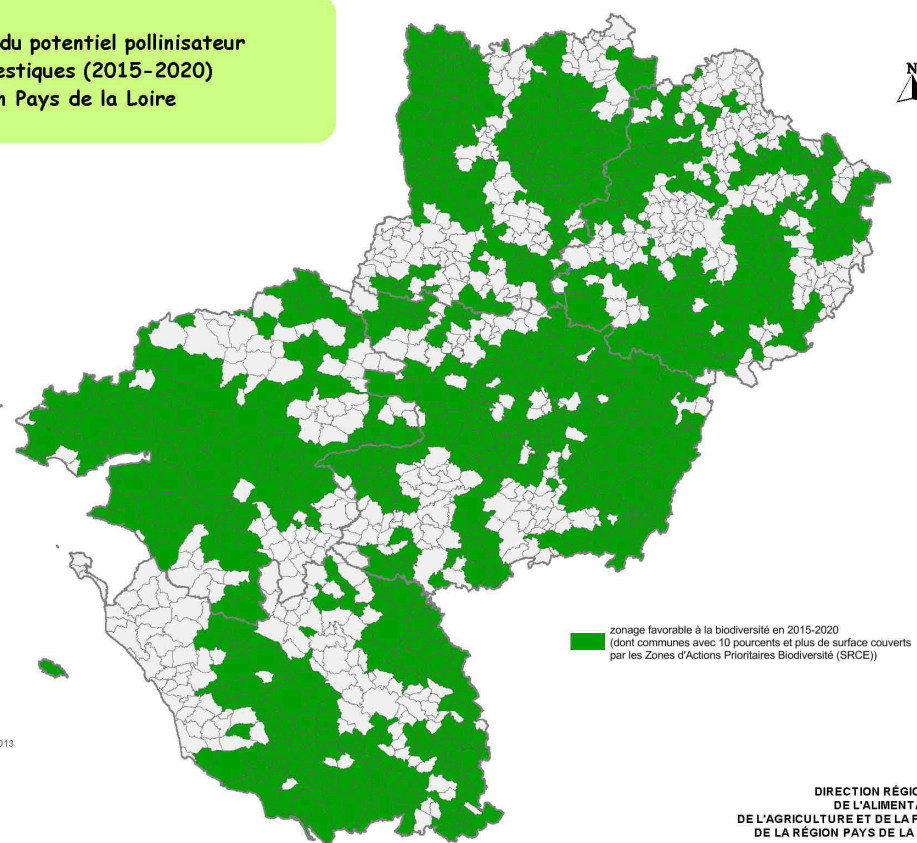 du potentiel pollinisateur
estiques (2015-2020)
n Pays de la Loire
N
zonage favorable à la biodiversité en 2015-2020
(dont communes avec 10 pourcents et plus de surface couverts
par les Zones d'Actions Prioritaires Biodiversité (SRCE))
013
DIRECTION RÉGIO
DE L'ALIMENTA
DE L'AGRICULTURE ET DE LA F
DE LA RÉGION PAYS DE LA